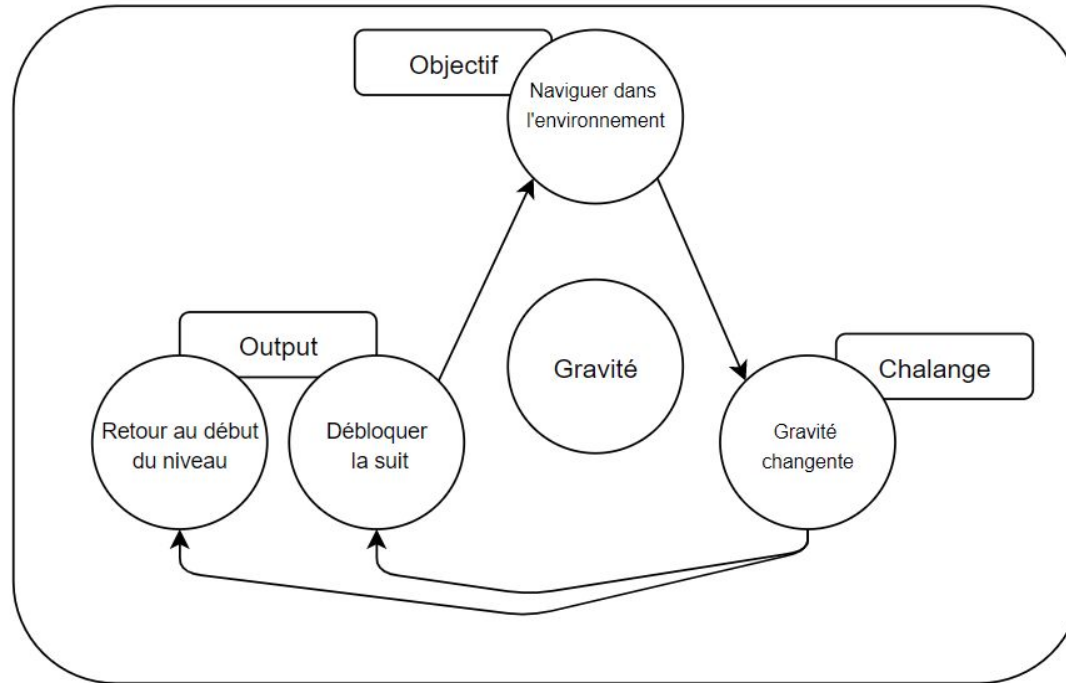 Objectif
Naviguer dans
l'environnement
Output
Gravité
Chalange
Retour au début
du niveau
Débloquer
la suit
Gravité
changente